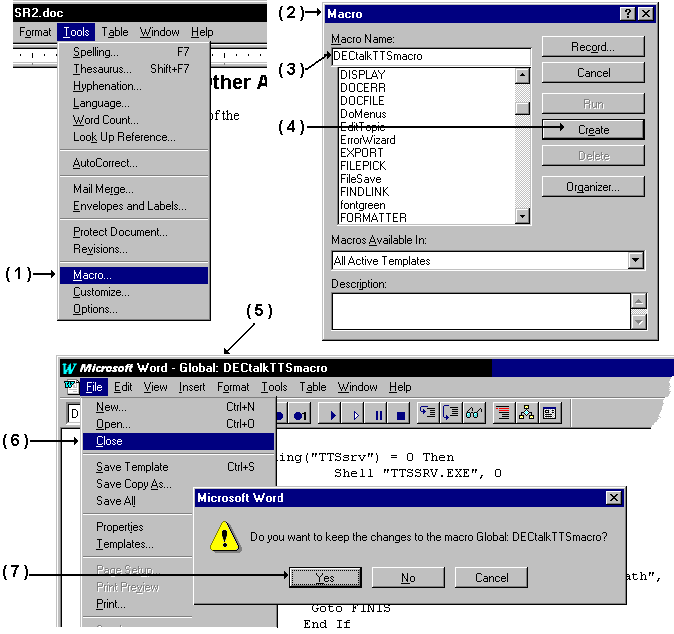 SR2.doc
Format Tools Table Window Help
Spelling... F7
Thesaurus... Shift+F7
Hyphenation...
Language...
Word Count...
Look Up Reference...
AutoCorrect...
Mail Merge...
Envelopes and Labels...
Protect Document...
Revisions...
(1)
Macro...
Customize...
Options...
ther A
of the
(2)
Macro
Macro Name:
(3)
DECtalkTTSmacro
DISPLAY
DOCERR
DOCFILE
DoMenus
(4)
EditTopic
ErrorWizard
EXPORT
FILEPICK
FileSave
FINDLINK
fontgreen
FORMATTER
Record...
Cancel
Run
Create
Delete
Organizer...
Macros Available In:
All Active Templates
Description:
(5)
Microsoft Word - Global: DECtalkTTSmacro
File Edit View Insert Format Tools Table Window Help
D
1
New... Ctrl+N
Open... Ctrl+O
(6)
Close
Save Template Ctrl+S
Save Copy As...
Save All
Properties
Templates...
Page Setup...
Print Preview
Print...
ing("TTSsrv") = 0 Then
Shell "TTSSRV.EXE", 0
Microsoft Word
Do you want to keep the changes to the macro Global: DECtalkTTSmacro?
(7)
Yes No Cancel
ath",
Goto FINIS
End If